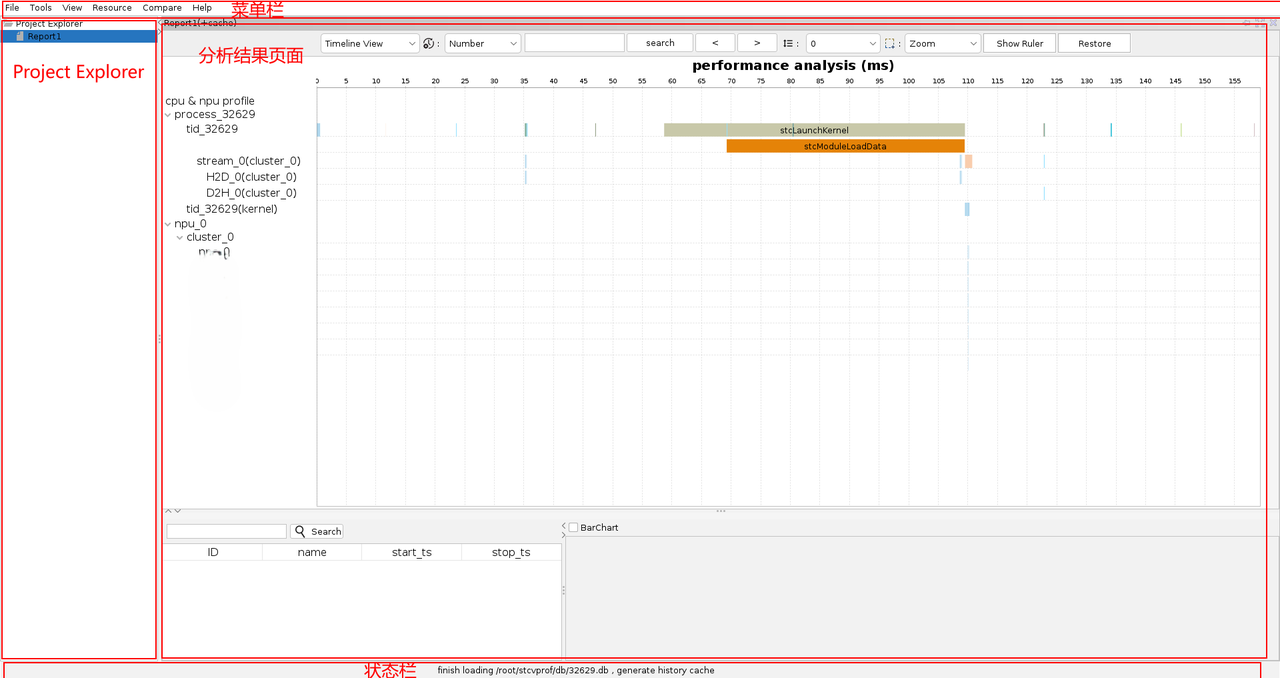 File Tools View Resource Compare Help 菜单栏
Project Explorer
Report1(+cache)
Report1
Project Explorer
分析结果页面
Timeline View : Number search < > : 0 : Zoom Show Ruler Restore
performance analysis (ms)
0 5 10 15 20 25 30 35 40 45 50 55 60 65 70 75 80 85 90 95 100 105 110 115 120 125 130 135 140 145 150 155
cpu & npu profile
process_32629
tid_32629 stcLaunchKernel
stcModuleLoadData
stream_0(cluster_0)
H2D_0(cluster_0)
D2H_0(cluster_0)
tid_32629(kernel)
npu_0
cluster_0
Search BarChart
ID name start_ts stop_ts
状态栏 finish loading /root/stcvprof/db/32629.db , generate history cache